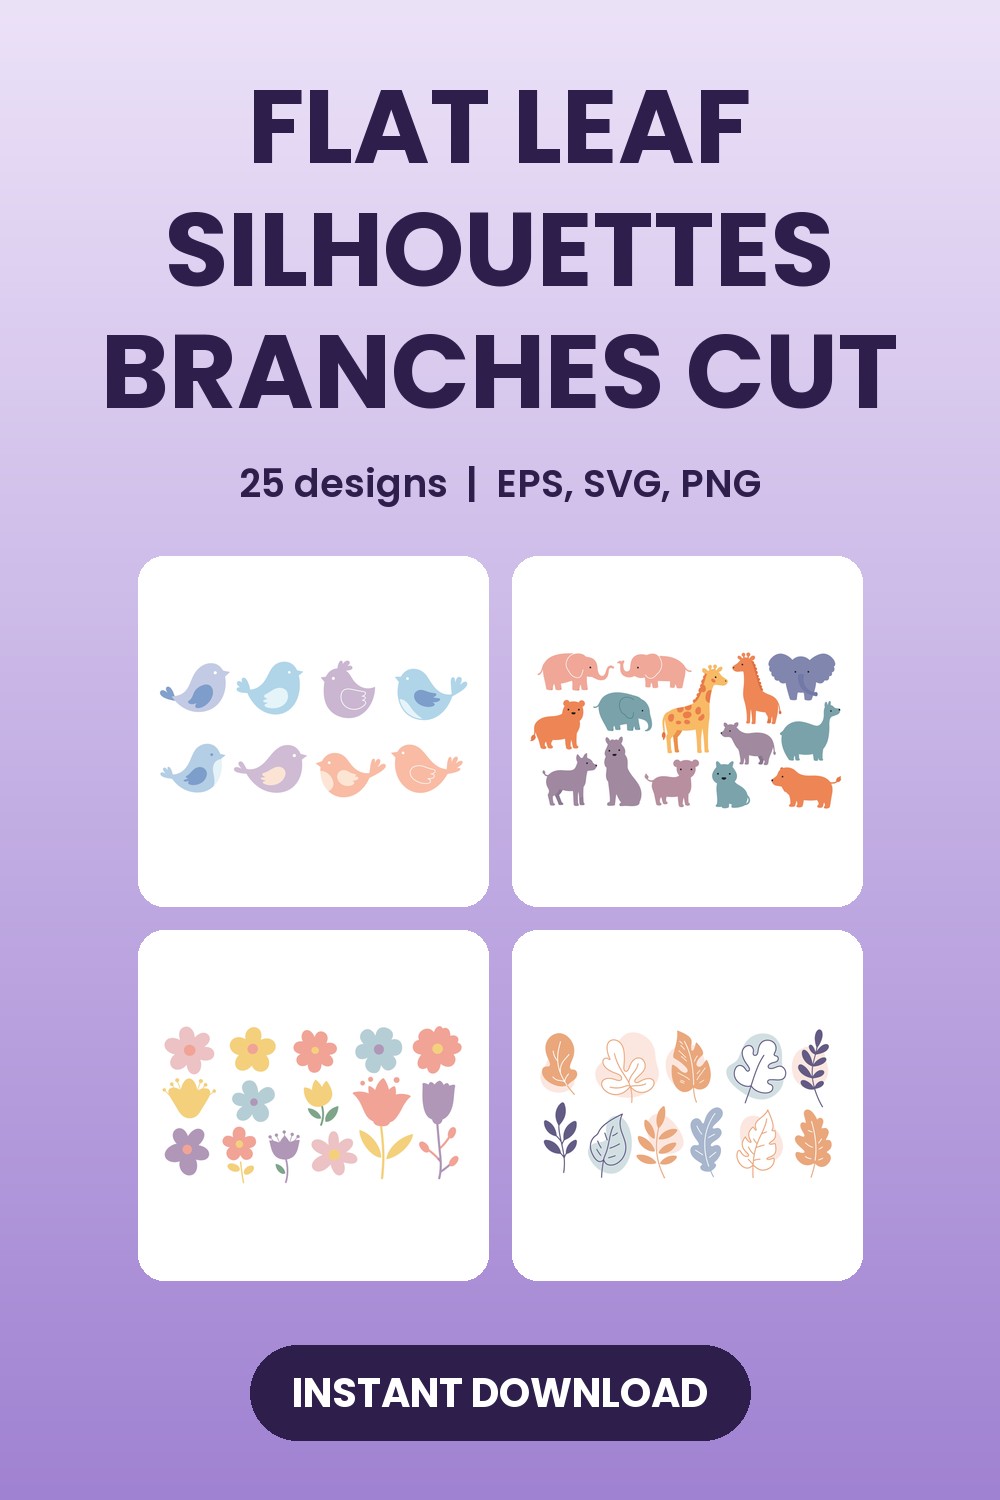 FLAT LEAF
SILHOUETTES
BRANCHES CUT
25 designs | EPS, SVG, PNG
INSTANT DOWNLOAD